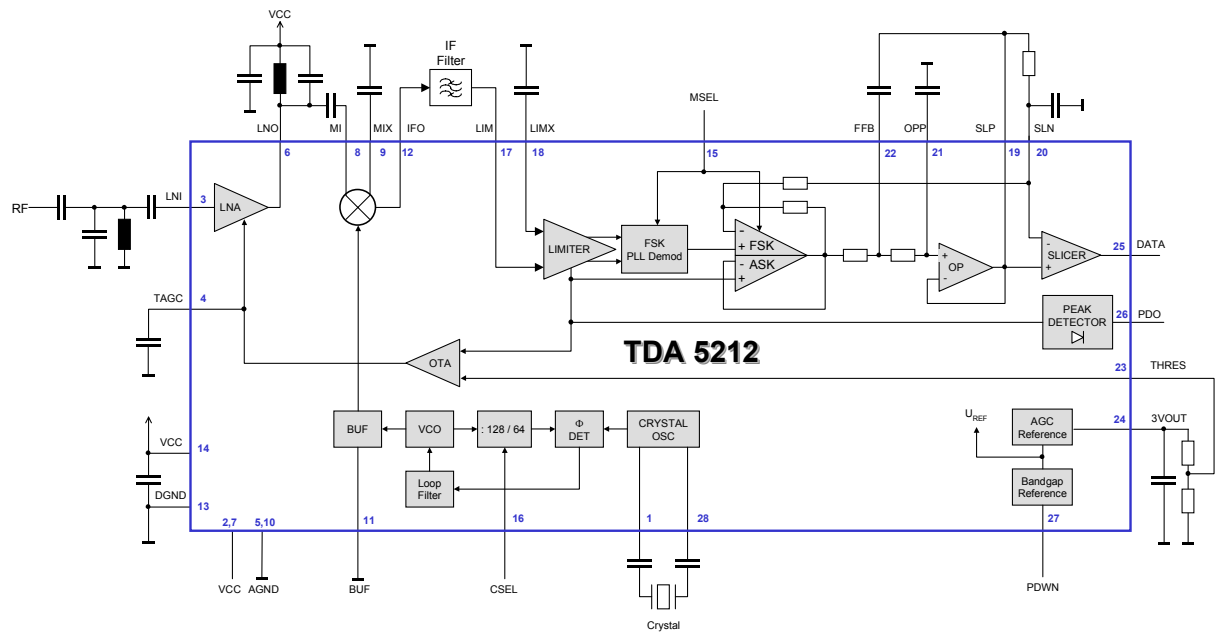 VCC
IF
Filter
MSEL
LNO
MI
MIX
IFO
LIM
LIMX
FFB
OPP
SLP
SLN
6
8
9
12
17
18
15
22
21
19
20
RF
LNI
3
LNA
LIMITER
FSK
PLL Demod
-
+ FSK
- ASK
+
+
OP
-
-
SLICER
+
25
DATA
TAGC
4
OTA
TDA 5212
PEAK
DETECTOR
26
PDO
23
THRES
VCC
14
DGND
13
BUF
VCO
: 128 / 64
Φ
DET
CRYSTAL
OSC
Loop
Filter
UREF
AGC
Reference
24
3VOUT
Bandgap
Reference
2,7
5,10
11
16
1
28
27
VCC
AGND
BUF
CSEL
PDWN
Crystal